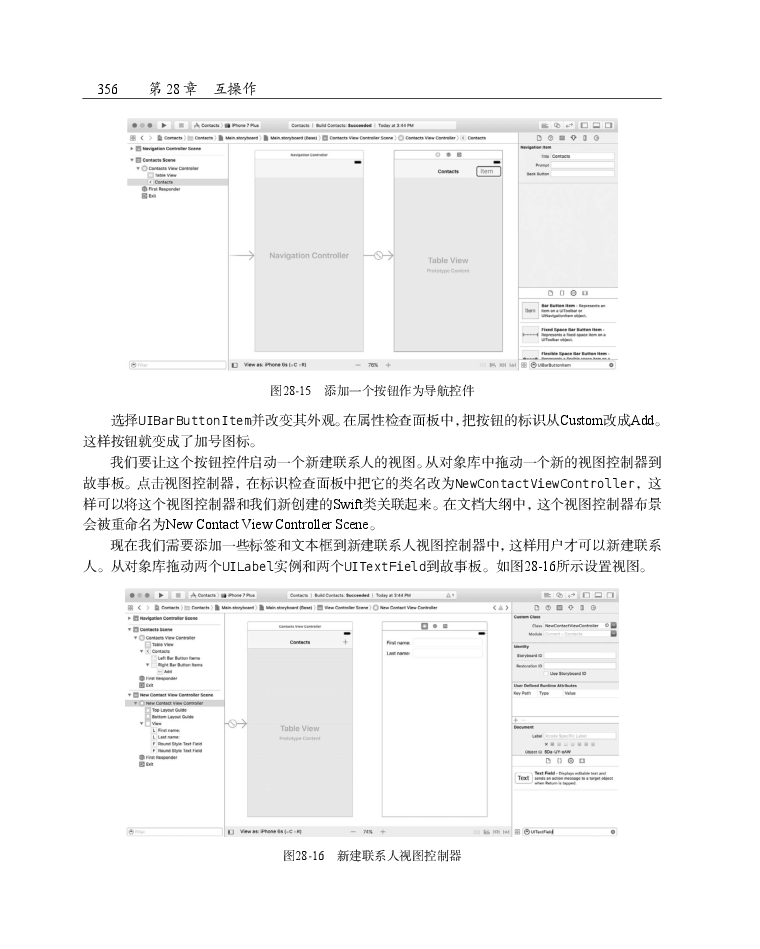 356 第 28 章 互操作
Contacts iPhone 7 Plus Contacts | Build Contacts: Succeeded | Today at 3:44 PM
Contacts Contacts Main.storyboard Main.storyboard (Base) Contacts View Controller Scene Contacts View Controller Contacts
Navigation Controller Scene
Contacts Scene
Contacts View Controller
Table View
Contacts
First Responder
Exit
Navigation Controller
Navigation Controller
Contacts Item
Table View
Prototype Content
Navigation Item
Title Contacts
Prompt
Back Button
Item Bar Button Item - Represents an
item on a UIToolbar or
UINavigationItem object.
Fixed Space Bar Button Item -
Represents a fixed space item on a
UIToolbar object.
Flexible Space Bar Button Item -
Represents a flexible space item on a
Filter View as: iPhone 6s (wC hR) — 76% + UIBarButtonItem
图28-15 添加一个按钮作为导航控件
选择UIBarButtonItem并改变其外观。在属性检查面板中，把按钮的标识从Custom改成Add。
这样按钮就变成了加号图标。
我们要让这个按钮控件启动一个新建联系人的视图。从对象库中拖动一个新的视图控制器到
故事板。点击视图控制器，在标识检查面板中把它的类名改为NewContactViewController，这
样可以将这个视图控制器和我们新创建的Swift类关联起来。在文档大纲中，这个视图控制器布景
会被重命名为New Contact View Controller Scene。
现在我们需要添加一些标签和文本框到新建联系人视图控制器中，这样用户才可以新建联系
人。从对象库拖动两个UILabel实例和两个UITextField到故事板。如图28-16所示设置视图。
Contacts iPhone 7 Plus Contacts | Build Contacts: Succeeded | Today at 3:44 PM
Contacts Contacts Main.storyboard Main.storyboard (Base) View Controller Scene New Contact View Controller
Navigation Controller Scene
Contacts Scene
Contacts View Controller
Table View
Contacts
Left Bar Button Items
Right Bar Button Items
Add
First Responder
Exit
New Contact View Controller Scene
New Contact View Controller
Top Layout Guide
Bottom Layout Guide
View
L First name:
L Last name:
F Round Style Text Field
F Round Style Text Field
First Responder
Exit
Contacts View Controller
Contacts +
Table View
Prototype Content
First name:
Last name:
Custom Class
Class NewContactViewController
Module Current - Contacts
Identity
Storyboard ID
Restoration ID
Use Storyboard ID
User Defined Runtime Attributes
Key Path Type Value
+ −
Document
Label Xcode Specific Label
Object ID 8Da-U7-oAW
Text Text Field - Displays editable text and
sends an action message to a target object
when Return is tapped.
Filter View as: iPhone 6s (wC hR) — 74% + UITextField
图28-16 新建联系人视图控制器